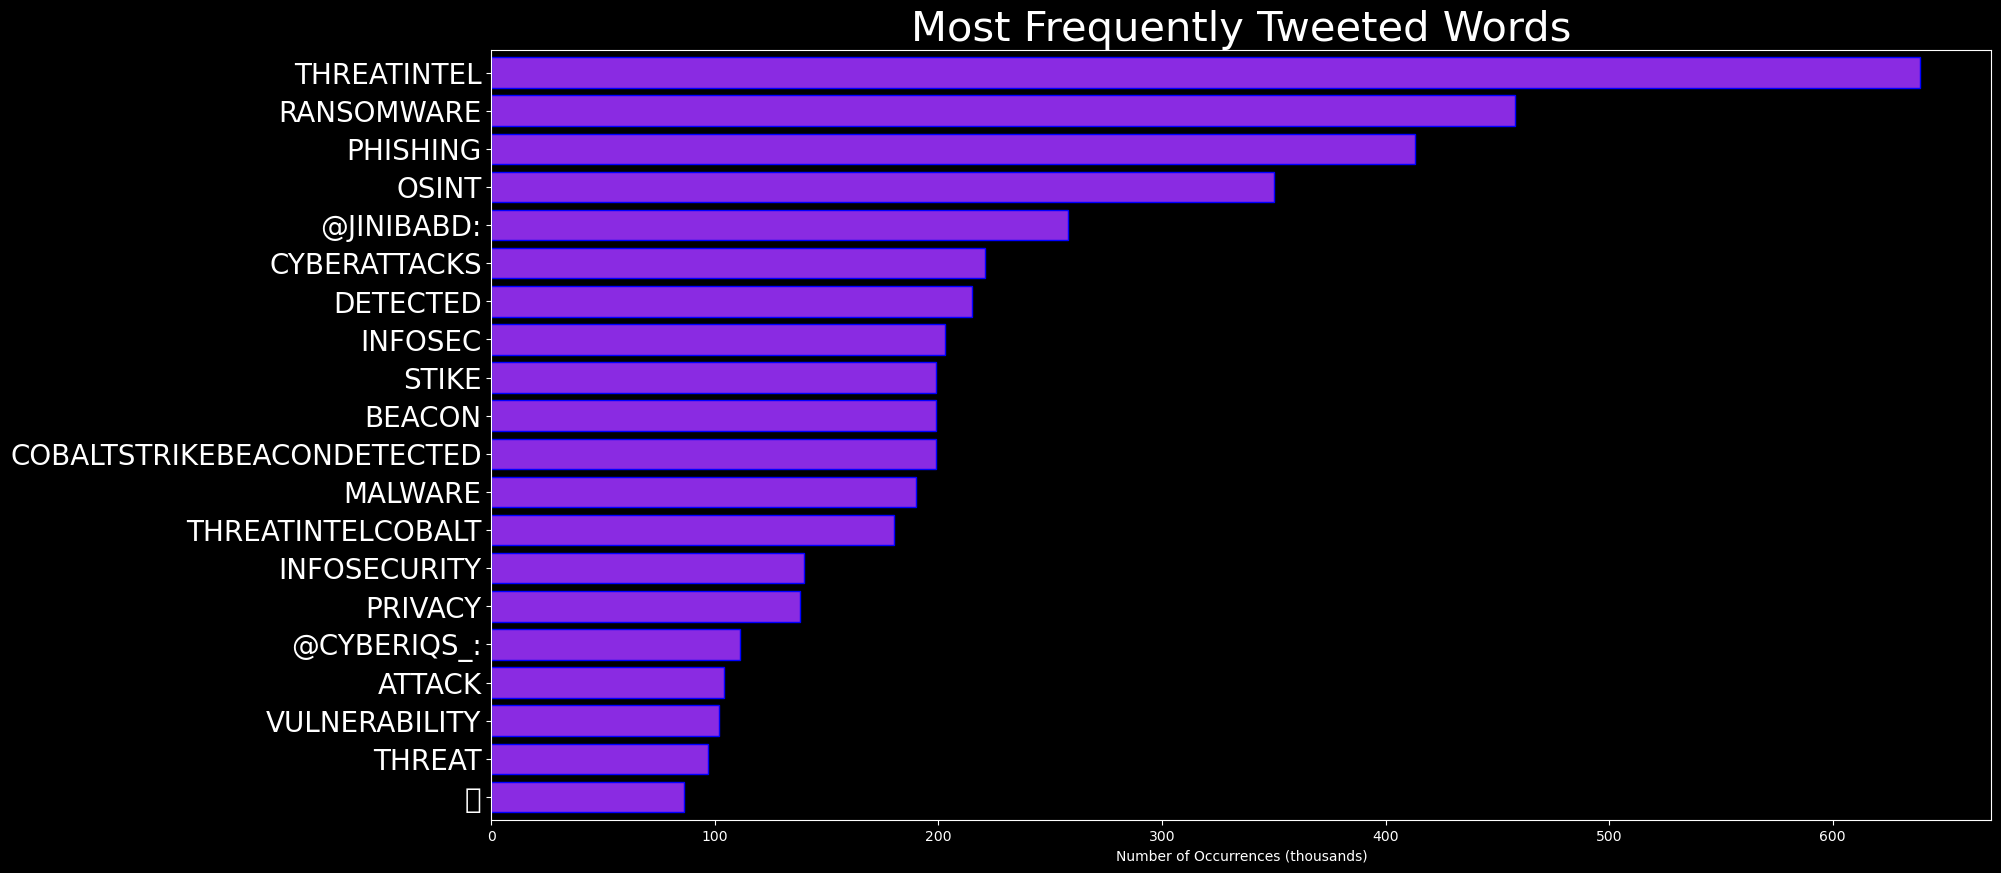 Most Frequently Tweeted Words
THREATINTEL
RANSOMWARE
PHISHING
OSINT
@JINIBABD:
CYBERATTACKS
DETECTED
INFOSEC
STIKE
BEACON
COBALTSTRIKEBEACONDETECTED
MALWARE
THREATINTELCOBALT
INFOSECURITY
PRIVACY
@CYBERIQS_:
ATTACK
VULNERABILITY
THREAT
0 100 200 300 400 500 600
Number of Occurrences (thousands)